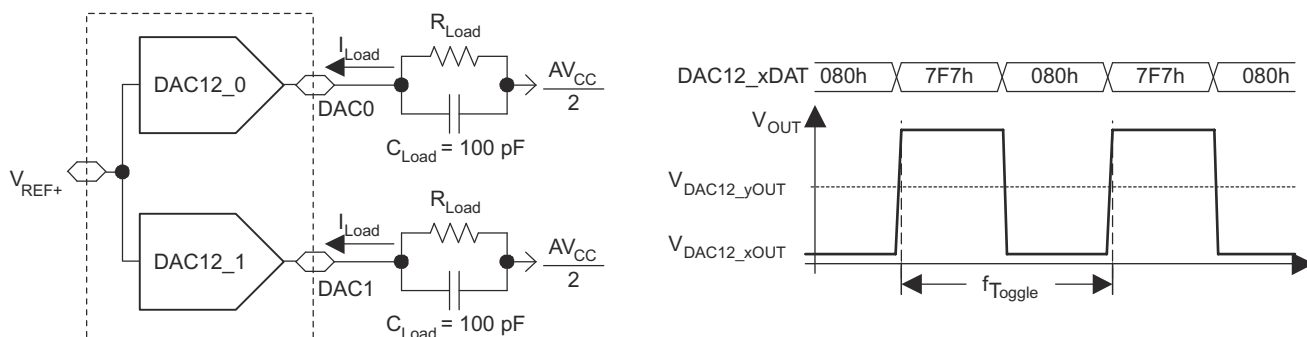 DAC12_0
I_Load
R_Load
AV_CC
2
DAC0
C_Load = 100 pF
V_REF+
DAC12_1
I_Load
R_Load
AV_CC
2
DAC1
C_Load = 100 pF
DAC12_xDAT 080h 7F7h 080h 7F7h 080h
V_OUT
V_DAC12_yOUT
V_DAC12_xOUT
f_Toggle